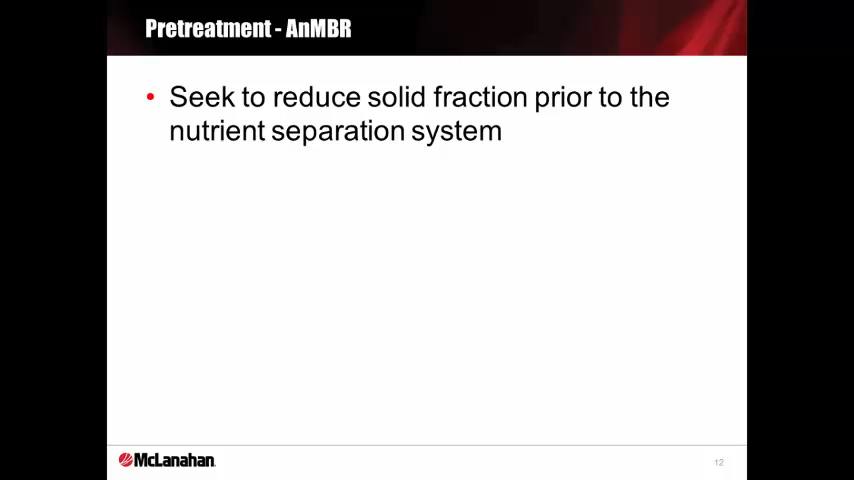 Pretreatment - AnMBR
• Seek to reduce solid fraction prior to the
nutrient separation system
McLanahan
12